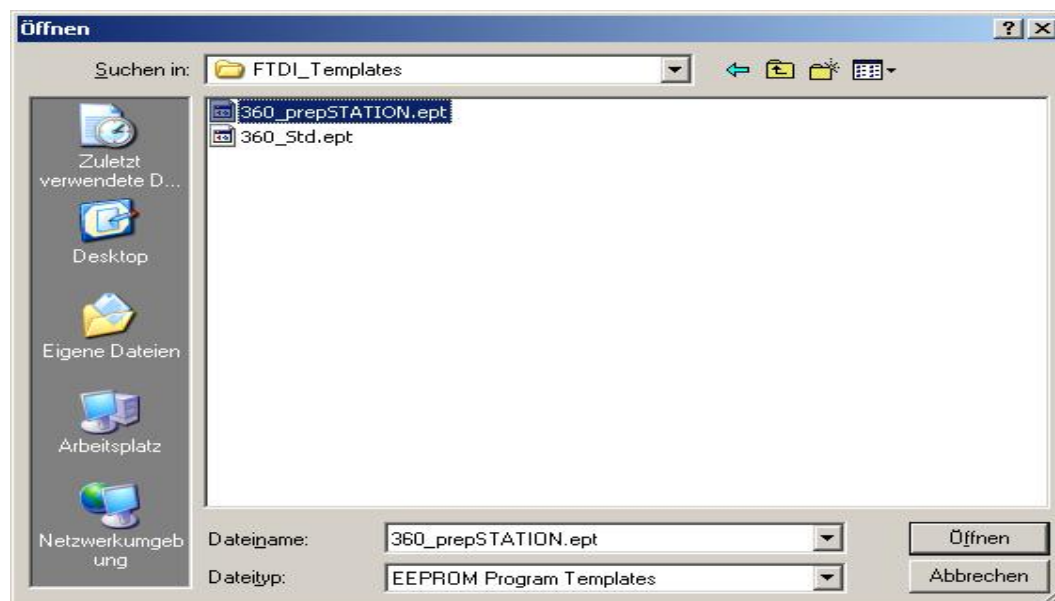 Öffnen
Suchen in: FTDI_Templates
360_prepSTATION.ept
360_Std.ept
Zuletzt
verwendete D...
Desktop
Eigene Dateien
Arbeitsplatz
Netzwerkumgeb
ung
Dateiname: 360_prepSTATION.ept Öffnen
Dateityp: EEPROM Program Templates Abbrechen